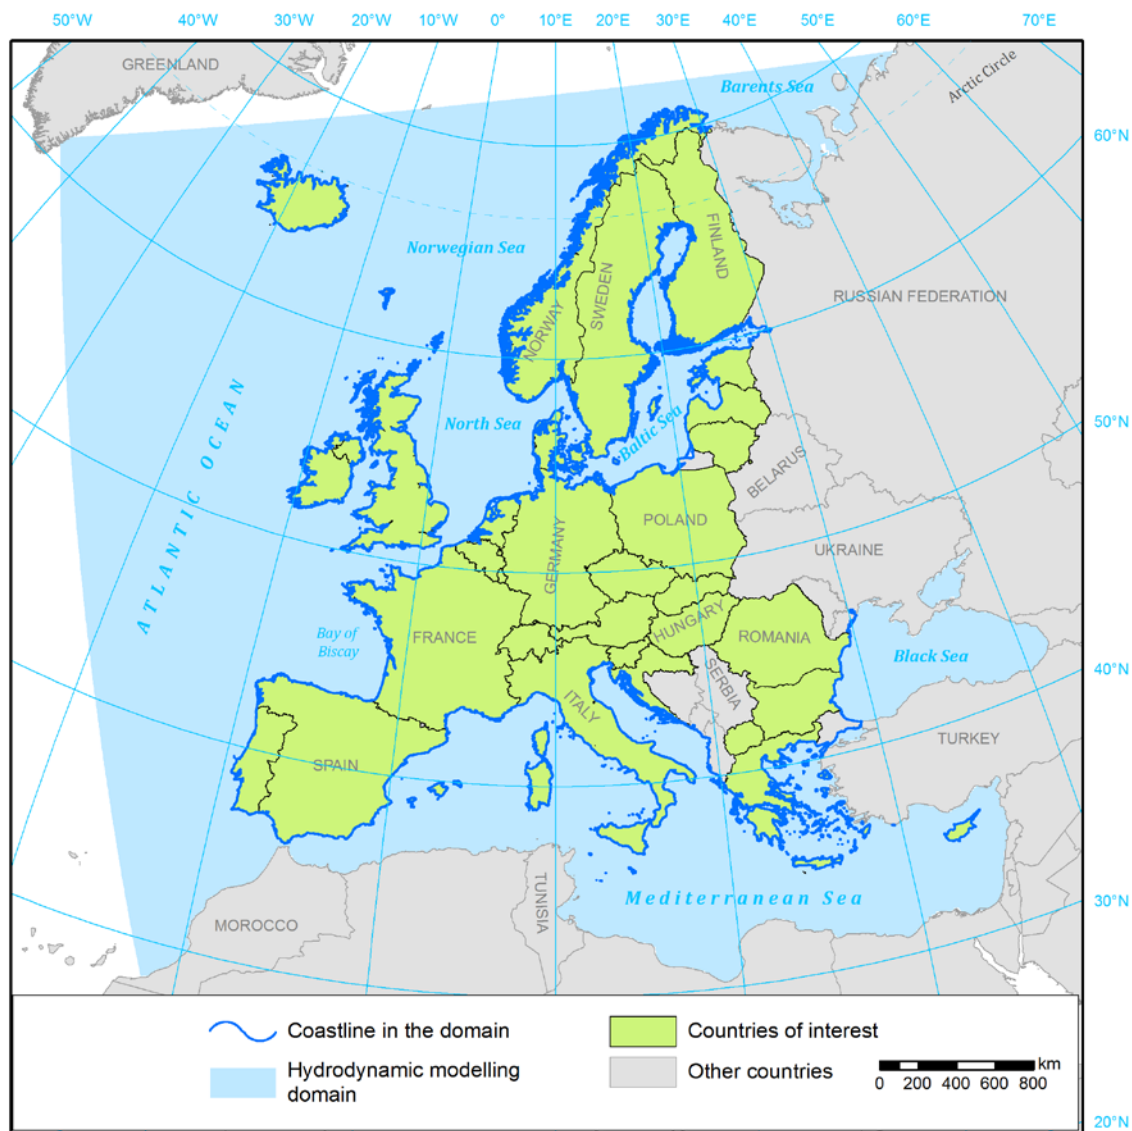 50°W 40°W 30°W 20°W 10°W 0° 10°E 20°E 30°E 40°E 50°E 60°E 70°E
GREENLAND
Arctic Circle
Barents Sea
60°N
Norwegian Sea
FINLAND
SWEDEN
RUSSIAN FEDERATION
NORWAY
ATLANTIC OCEAN
North Sea
Baltic Sea
50°N
BELARUS
POLAND
GERMANY
UKRAINE
Bay of
Biscay
FRANCE
HUNGARY
ROMANIA
Black Sea
40°N
SERBIA
ITALY
TURKEY
SPAIN
Mediterranean Sea
30°N
TUNISIA
MOROCCO
Coastline in the domain
Hydrodynamic modelling
domain
Countries of interest
Other countries
km
0 200 400 600 800
20°N